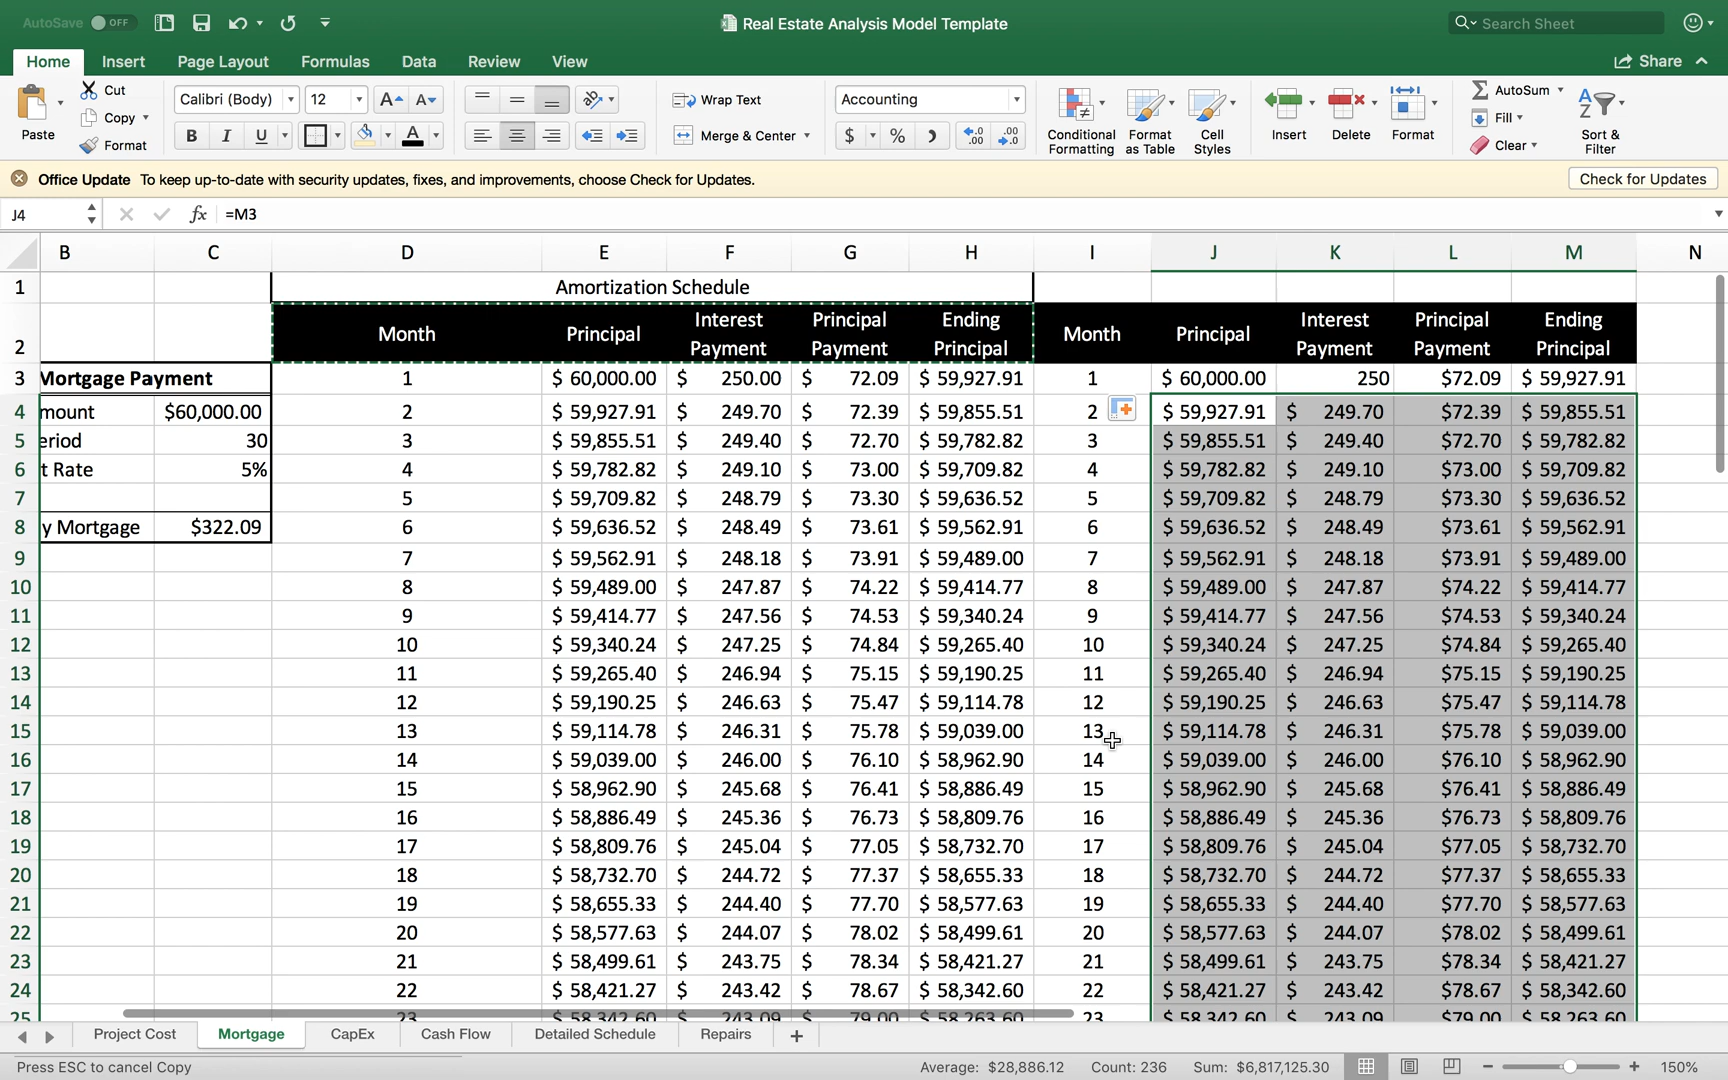 AutoSave OFF
Real Estate Analysis Model Template
Search Sheet
Home Insert Page Layout Formulas Data Review View
Share
Paste
Cut
Copy
Format
Calibri (Body) 12
B I U
Wrap Text
Merge & Center
Accounting
$ %
Conditional Formatting
Format as Table
Cell Styles
Insert
Delete
Format
AutoSum
Fill
Clear
Sort & Filter
Office Update To keep up-to-date with security updates, fixes, and improvements, choose Check for Updates.
Check for Updates
J4 fx =M3
B C D E F G H I J K L M N
1 Amortization Schedule
2 Month Principal Interest Payment Principal Payment Ending Principal Month Principal Interest Payment Principal Payment Ending Principal
3 Mortgage Payment 1 $ 60,000.00 $ 250.00 $ 72.09 $ 59,927.91 1 $ 60,000.00 250 $72.09 $ 59,927.91
4 mount $60,000.00 2 $ 59,927.91 $ 249.70 $ 72.39 $ 59,855.51 2 $ 59,927.91 $ 249.70 $72.39 $ 59,855.51
5 eriod 30 3 $ 59,855.51 $ 249.40 $ 72.70 $ 59,782.82 3 $ 59,855.51 $ 249.40 $72.70 $ 59,782.82
6 t Rate 5% 4 $ 59,782.82 $ 249.10 $ 73.00 $ 59,709.82 4 $ 59,782.82 $ 249.10 $73.00 $ 59,709.82
7 5 $ 59,709.82 $ 248.79 $ 73.30 $ 59,636.52 5 $ 59,709.82 $ 248.79 $73.30 $ 59,636.52
8 y Mortgage $322.09 6 $ 59,636.52 $ 248.49 $ 73.61 $ 59,562.91 6 $ 59,636.52 $ 248.49 $73.61 $ 59,562.91
9 7 $ 59,562.91 $ 248.18 $ 73.91 $ 59,489.00 7 $ 59,562.91 $ 248.18 $73.91 $ 59,489.00
10 8 $ 59,489.00 $ 247.87 $ 74.22 $ 59,414.77 8 $ 59,489.00 $ 247.87 $74.22 $ 59,414.77
11 9 $ 59,414.77 $ 247.56 $ 74.53 $ 59,340.24 9 $ 59,414.77 $ 247.56 $74.53 $ 59,340.24
12 10 $ 59,340.24 $ 247.25 $ 74.84 $ 59,265.40 10 $ 59,340.24 $ 247.25 $74.84 $ 59,265.40
13 11 $ 59,265.40 $ 246.94 $ 75.15 $ 59,190.25 11 $ 59,265.40 $ 246.94 $75.15 $ 59,190.25
14 12 $ 59,190.25 $ 246.63 $ 75.47 $ 59,114.78 12 $ 59,190.25 $ 246.63 $75.47 $ 59,114.78
15 13 $ 59,114.78 $ 246.31 $ 75.78 $ 59,039.00 13 $ 59,114.78 $ 246.31 $75.78 $ 59,039.00
16 14 $ 59,039.00 $ 246.00 $ 76.10 $ 58,962.90 14 $ 59,039.00 $ 246.00 $76.10 $ 58,962.90
17 15 $ 58,962.90 $ 245.68 $ 76.41 $ 58,886.49 15 $ 58,962.90 $ 245.68 $76.41 $ 58,886.49
18 16 $ 58,886.49 $ 245.36 $ 76.73 $ 58,809.76 16 $ 58,886.49 $ 245.36 $76.73 $ 58,809.76
19 17 $ 58,809.76 $ 245.04 $ 77.05 $ 58,732.70 17 $ 58,809.76 $ 245.04 $77.05 $ 58,732.70
20 18 $ 58,732.70 $ 244.72 $ 77.37 $ 58,655.33 18 $ 58,732.70 $ 244.72 $77.37 $ 58,655.33
21 19 $ 58,655.33 $ 244.40 $ 77.70 $ 58,577.63 19 $ 58,655.33 $ 244.40 $77.70 $ 58,577.63
22 20 $ 58,577.63 $ 244.07 $ 78.02 $ 58,499.61 20 $ 58,577.63 $ 244.07 $78.02 $ 58,499.61
23 21 $ 58,499.61 $ 243.75 $ 78.34 $ 58,421.27 21 $ 58,499.61 $ 243.75 $78.34 $ 58,421.27
24 22 $ 58,421.27 $ 243.42 $ 78.67 $ 58,342.60 22 $ 58,421.27 $ 243.42 $78.67 $ 58,342.60
25 23 $ 58,342.60 $ 243.09 $ 79.00 $ 58,263.60 23 $ 58,342.60 $ 243.09 $79.00 $ 58,263.60
Project Cost Mortgage CapEx Cash Flow Detailed Schedule Repairs +
Press ESC to cancel Copy Average: $28,886.12 Count: 236 Sum: $6,817,125.30 150%